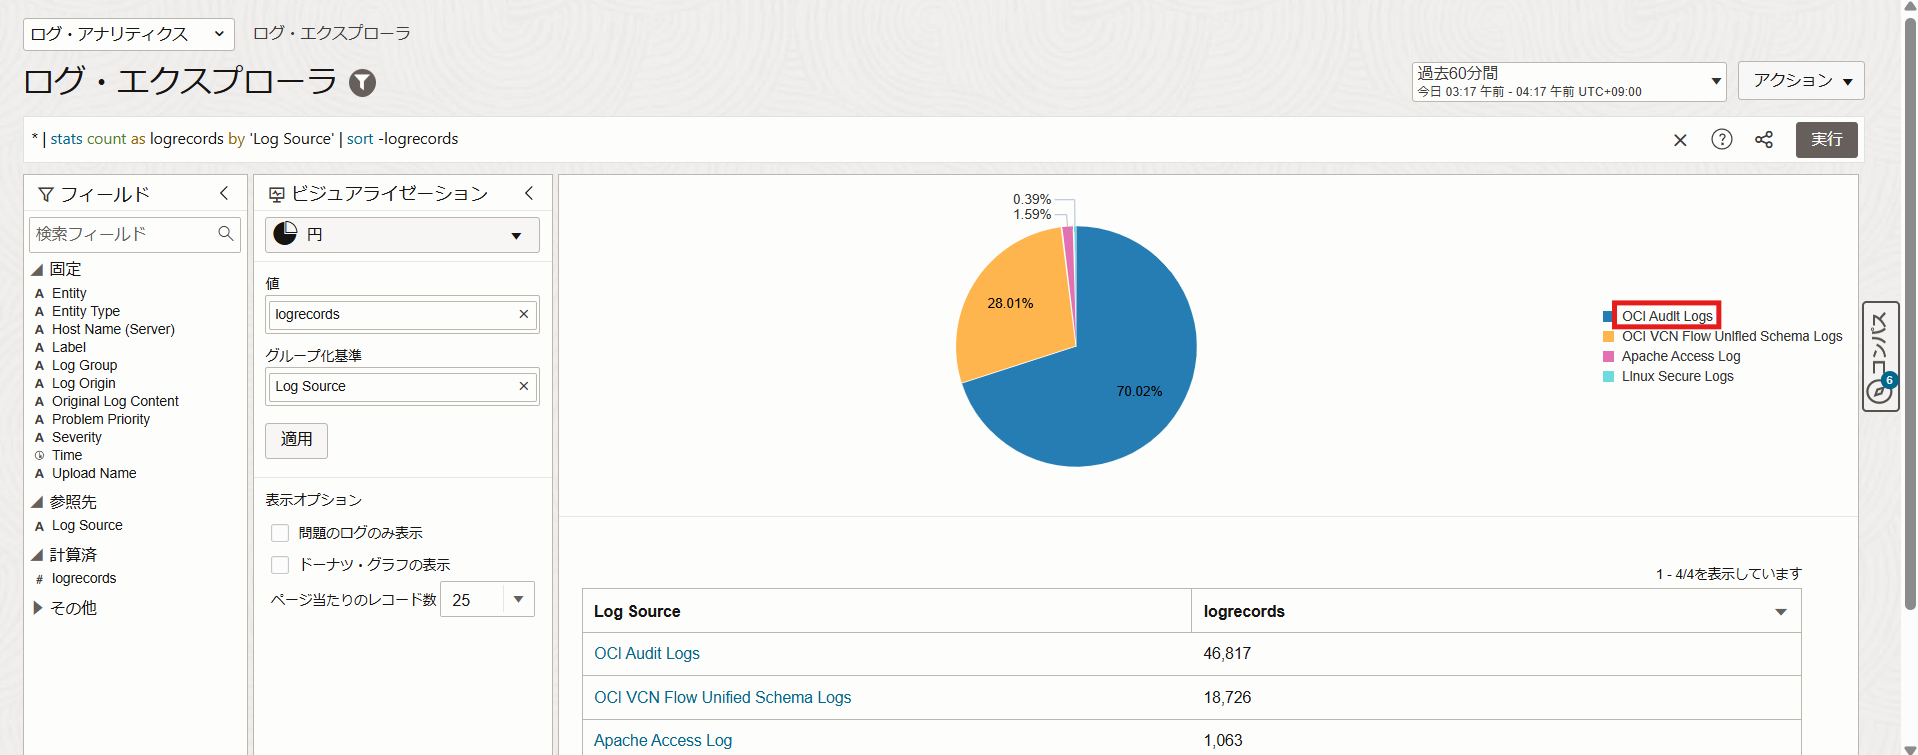 ログ・アナリティクス
ログ・エクスプローラ
ログ・エクスプローラ
過去60分間
今日 03:17 午前 - 04:17 午前 UTC+09:00
アクション
* | stats count as logrecords by 'Log Source' | sort -logrecords
実行
フィールド
検索フィールド
固定
A Entity
A Entity Type
A Host Name (Server)
A Label
A Log Group
A Log Origin
A Original Log Content
A Problem Priority
A Severity
Time
A Upload Name
参照先
A Log Source
計算済
# logrecords
その他
ビジュアライゼーション
円
値
logrecords
グループ化基準
Log Source
適用
表示オプション
問題のログのみ表示
ドーナツ・グラフの表示
ページ当たりのレコード数 25
0.39%
1.59%
28.01%
70.02%
OCI Audit Logs
OCI VCN Flow Unified Schema Logs
Apache Access Log
Linux Secure Logs
コンパス
6
1 - 4/4を表示しています
Log Source logrecords
OCI Audit Logs 46,817
OCI VCN Flow Unified Schema Logs 18,726
Apache Access Log 1,063